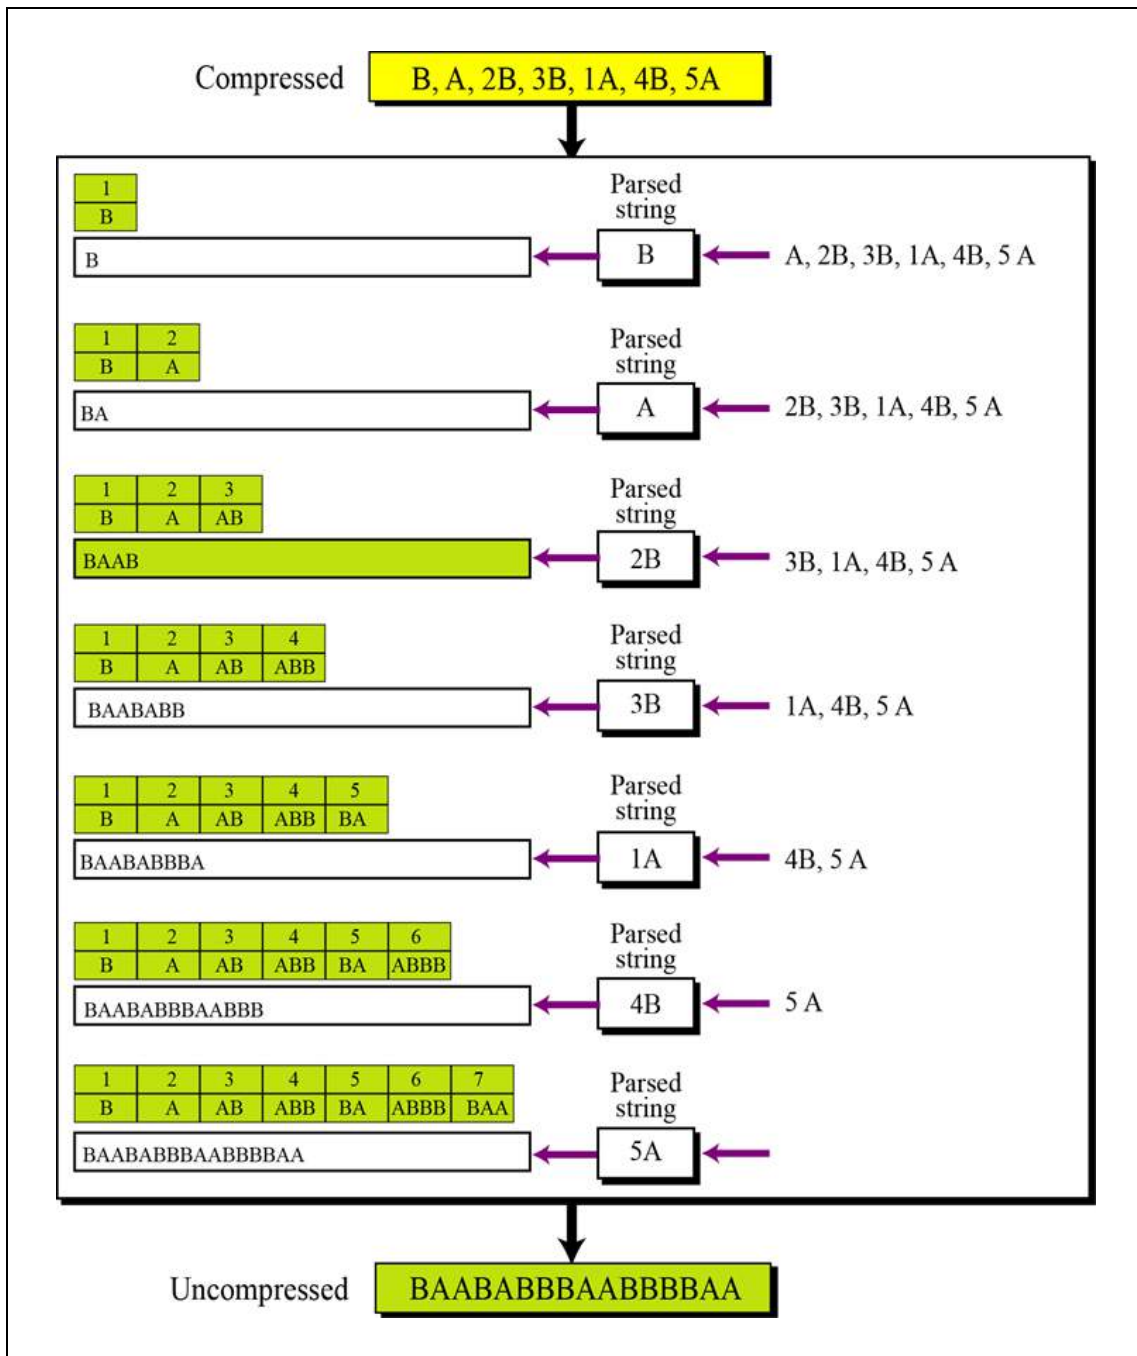 Compressed B, A, 2B, 3B, 1A, 4B, 5A
1
B
Parsed
string
B B A, 2B, 3B, 1A, 4B, 5 A
1 2
B A
Parsed
string
BA A 2B, 3B, 1A, 4B, 5 A
1 2 3
B A AB
Parsed
string
BAAB 2B 3B, 1A, 4B, 5 A
1 2 3 4
B A AB ABB
Parsed
string
BAABABB 3B 1A, 4B, 5 A
1 2 3 4 5
B A AB ABB BA
Parsed
string
BAABABBBA 1A 4B, 5 A
1 2 3 4 5 6
B A AB ABB BA ABBB
Parsed
string
BAABABBBAABBB 4B 5 A
1 2 3 4 5 6 7
B A AB ABB BA ABBB BAA
Parsed
string
BAABABBBAABBBBAA 5A
Uncompressed BAABABBBAABBBBAA